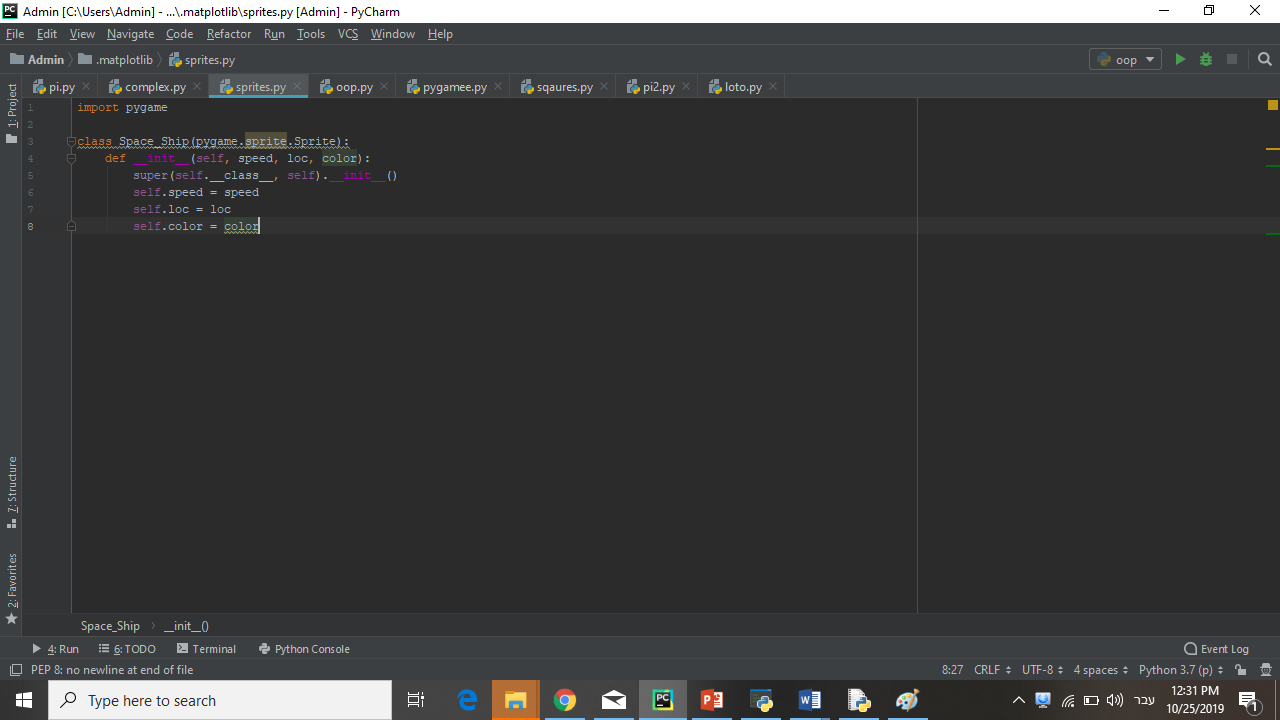 Admin [C:\Users\Admin] - ...\.matplotlib\sprites.py [Admin] - PyCharm
File Edit View Navigate Code Refactor Run Tools VCS Window Help
Admin .matplotlib sprites.py oop
pi.py complex.py sprites.py oop.py pygamee.py sqaures.py pi2.py loto.py
1: Project
1 import pygame
2
3 class Space_Ship(pygame.sprite.Sprite):
4 def __init__(self, speed, loc, color):
5 super(self.__class__, self).__init__()
6 self.speed = speed
7 self.loc = loc
8 self.color = color
7: Structure
2: Favorites
Space_Ship __init__()
4: Run 6: TODO Terminal Python Console Event Log
PEP 8: no newline at end of file 8:27 CRLF UTF-8 4 spaces Python 3.7 (p)
Type here to search עבר 12:31 PM
10/25/2019 1